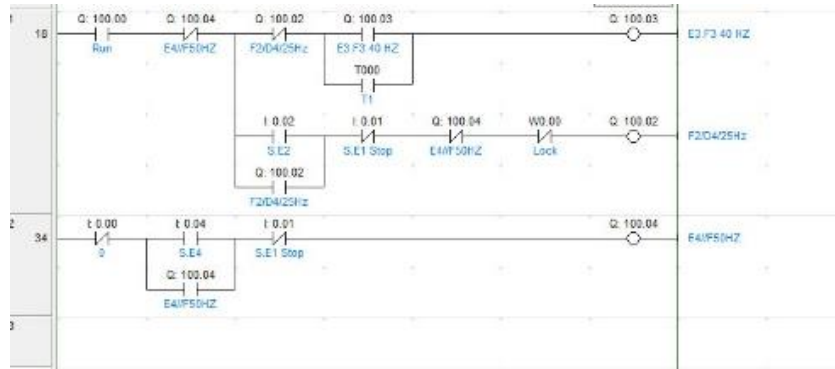 Q: 100.00 Q: 100.04 Q: 100.02 Q: 100.03 Q: 100.03
18
Run E4//F50HZ F2/D4/25Hz E3.F3 40 HZ E3.F3 40 HZ
T000
T1
I: 0.02 I: 0.01 Q: 100.04 W0.00 Q: 100.02
S.E2 S.E1 Stop E4//F50HZ Lock F2/D4/25Hz
Q: 100.02
F2/D4/25Hz
2
34
I: 0.00 I: 0.04 I: 0.01 Q: 100.04
S.E4 S.E1 Stop E4//F50HZ
Q: 100.04
E4//F50HZ
3